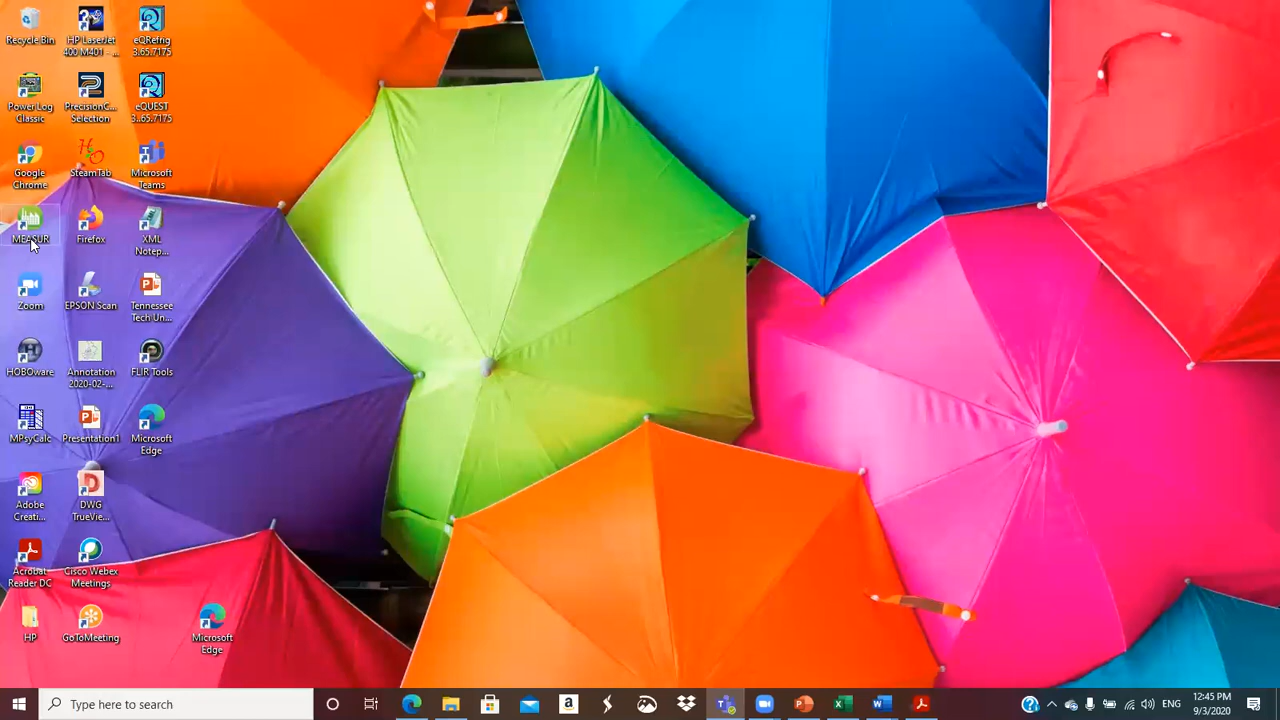 Recycle Bin
HP LaserJet
400 M401 - ...
eQRefrig
3.65.7175
Power Log
Classic
PrecisionC...
Selection
eQUEST
3..65.7175
Google
Chrome
SteamTab
Microsoft
Teams
MEASUR
Firefox
XML
Notep...
Zoom
EPSON Scan
Tennessee
Tech Un...
HOBOware
Annotation
2020-02-...
FLIR Tools
MPsyCalc
Presentation1
Microsoft
Edge
Adobe
Creati...
DWG
TrueVie...
Acrobat
Reader DC
Cisco Webex
Meetings
HP
GoToMeeting
Microsoft
Edge
Type here to search
12:45 PM
9/3/2020